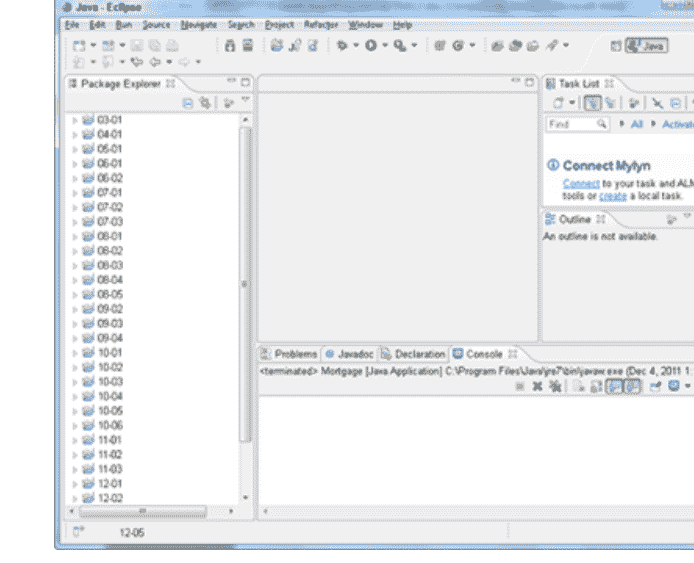 Java - Eclipse
File Edit Run Source Navigate Search Project Refactor Window Help
Java
Package Explorer
03-01
04-01
05-01
06-01
06-02
07-01
07-02
07-03
08-01
08-02
08-03
08-04
08-05
09-02
09-03
09-04
10-01
10-02
10-03
10-04
10-05
10-06
11-01
11-02
11-03
12-01
12-02
12-05
Task List
Find All Activat
Connect Mylyn
Connect to your task and ALM
tools or create a local task.
Outline
An outline is not available.
Problems Javadoc Declaration Console
<terminated> Mortgage [Java Application] C:\Program Files\Java\jre7\bin\javaw.exe (Dec 4, 2011 1: